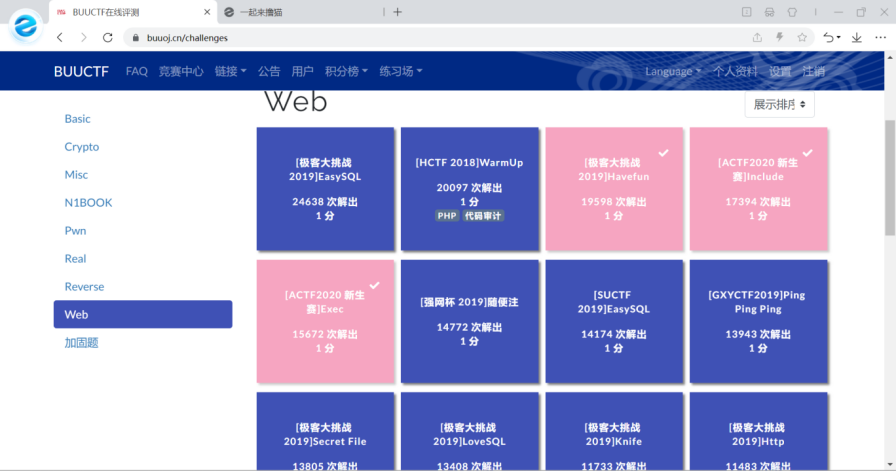 BUUCTF在线评测
一起来撸猫
buuoj.cn/challenges
BUUCTF FAQ 竞赛中心 链接 公告 用户 积分榜 练习场 Language 个人资料 设置 注销
Web
展示排序
Basic
Crypto
Misc
N1BOOK
Pwn
Real
Reverse
Web
加固题
[极客大挑战
2019]EasySQL
24638 次解出
1 分
[HCTF 2018]WarmUp
20097 次解出
1 分
PHP 代码审计
[极客大挑战
2019]Havefun
19598 次解出
1 分
[ACTF2020 新生
赛]Include
17394 次解出
1 分
[ACTF2020 新生
赛]Exec
15672 次解出
1 分
[强网杯 2019]随便注
14772 次解出
1 分
[SUCTF
2019]EasySQL
14174 次解出
1 分
[GXYCTF2019]Ping
Ping Ping
13943 次解出
1 分
[极客大挑战
2019]Secret File
13805 次解出
[极客大挑战
2019]LoveSQL
13408 次解出
[极客大挑战
2019]Knife
11733 次解出
[极客大挑战
2019]Http
11483 次解出